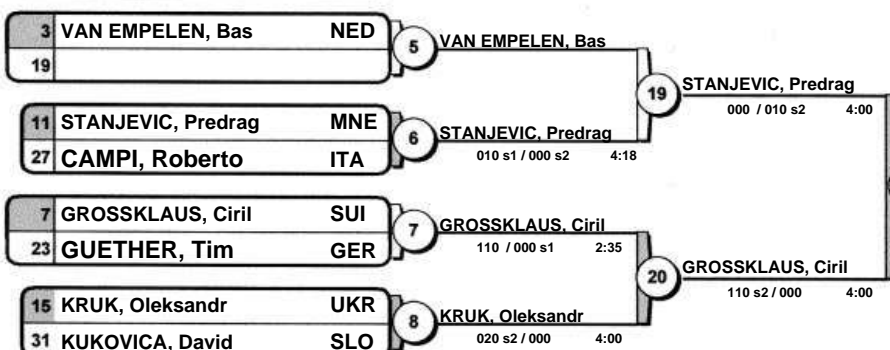 3 VAN EMPELEN, Bas NED
19
5
VAN EMPELEN, Bas
11 STANJEVIC, Predrag MNE
27 CAMPI, Roberto ITA
6
STANJEVIC, Predrag
010 s1 / 000 s2 4:18
19
STANJEVIC, Predrag
000 / 010 s2 4:00
7 GROSSKLAUS, Ciril SUI
23 GUETHER, Tim GER
7
GROSSKLAUS, Ciril
110 / 000 s1 2:35
15 KRUK, Oleksandr UKR
31 KUKOVICA, David SLO
8
KRUK, Oleksandr
020 s2 / 000 4:00
20
GROSSKLAUS, Ciril
110 s2 / 000 4:00